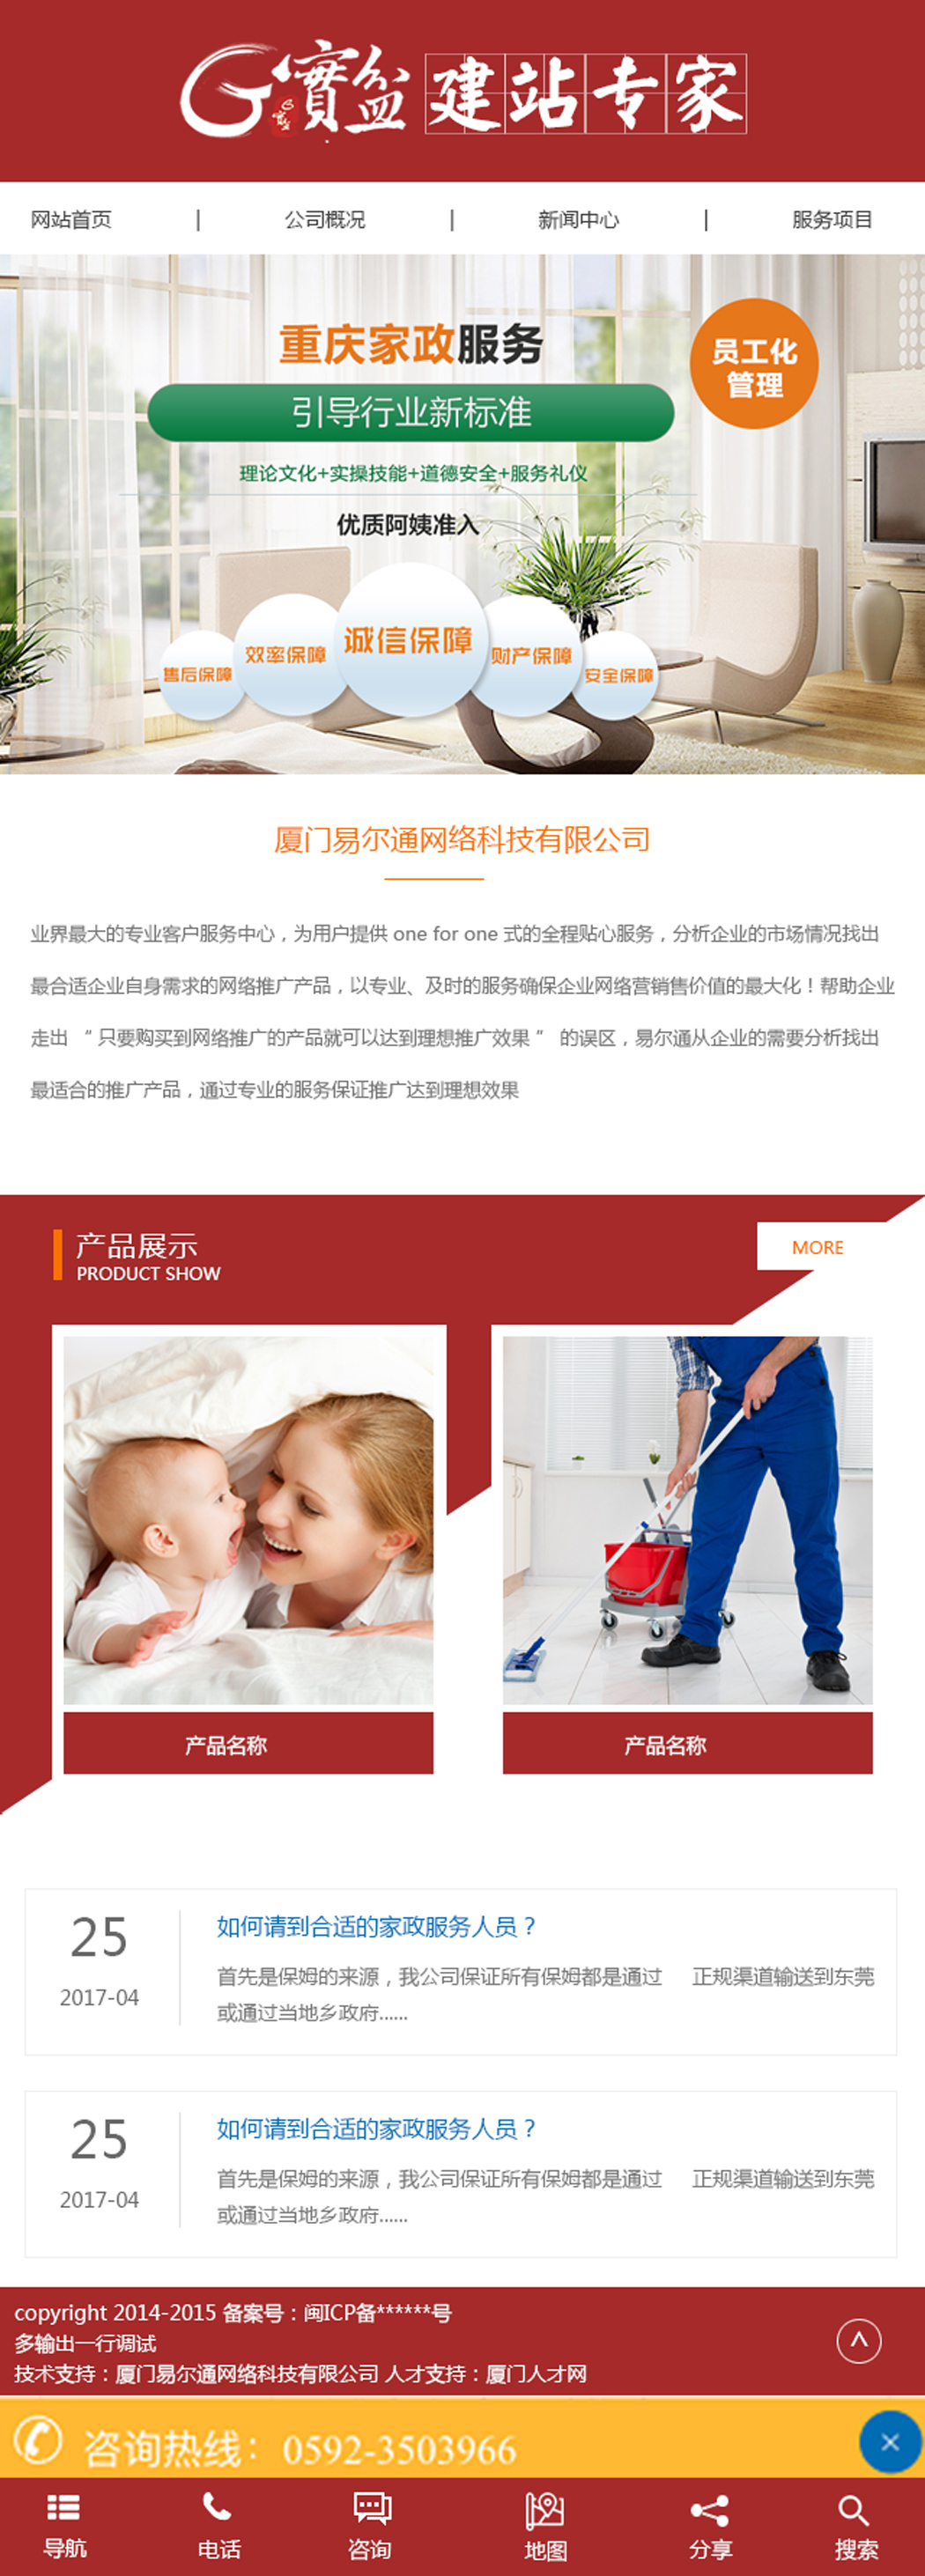 實盆 建站专家
网站首页 | 公司概况 | 新闻中心 | 服务项目
重庆家政服务
员工化
管理
引导行业新标准
理论文化+实操技能+道德安全+服务礼仪
优质阿姨准入
售后保障 效率保障 诚信保障 财产保障 安全保障
厦门易尔通网络科技有限公司
业界最大的专业客户服务中心，为用户提供 one for one 式的全程贴心服务，分析企业的市场情况找出
最合适企业自身需求的网络推广产品，以专业、及时的服务确保企业网络营销售价值的最大化！帮助企业
走出 “ 只要购买到网络推广的产品就可以达到理想推广效果 ” 的误区，易尔通从企业的需要分析找出
最适合的推广产品，通过专业的服务保证推广达到理想效果
产品展示
PRODUCT SHOW
MORE
产品名称 产品名称
25
2017-04
如何请到合适的家政服务人员？
首先是保姆的来源，我公司保证所有保姆都是通过 正规渠道输送到东莞
或通过当地乡政府......
25
2017-04
如何请到合适的家政服务人员？
首先是保姆的来源，我公司保证所有保姆都是通过 正规渠道输送到东莞
或通过当地乡政府......
copyright 2014-2015 备案号：闽ICP备******号
多输出一行调试
技术支持：厦门易尔通网络科技有限公司 人才支持：厦门人才网
咨询热线：0592-3503966
导航 电话 咨询 地图 分享 搜索